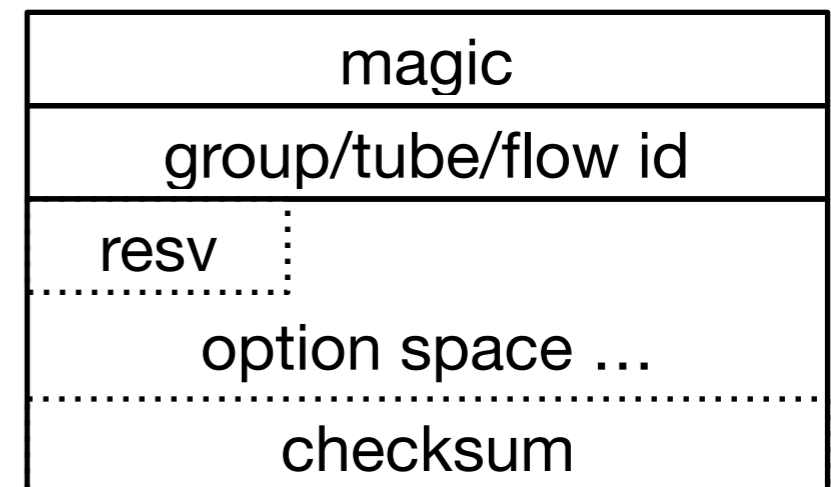 magic
group/tube/flow id
resv
option space …
checksum